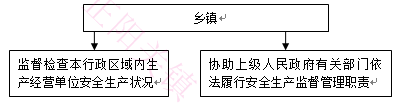 乡镇
监督检查本行政区域内生
产经营单位安全生产状况
协助上级人民政府有关部门依
法履行安全生产监督管理职责